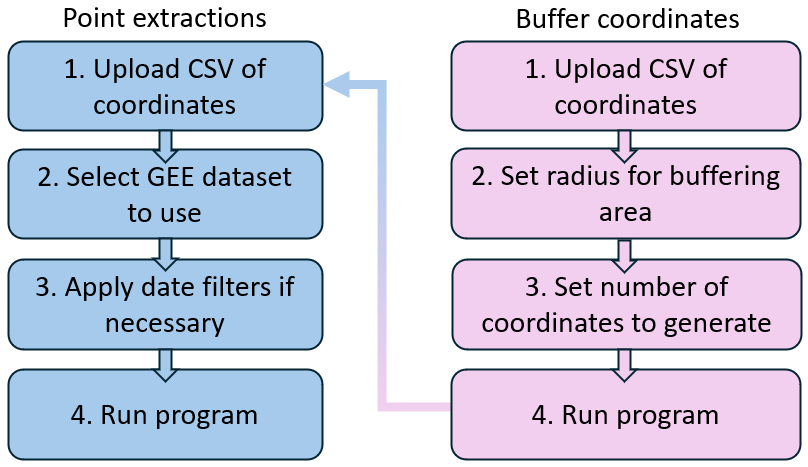 Point extractions
1. Upload CSV of
coordinates
2. Select GEE dataset
to use
3. Apply date filters if
necessary
4. Run program
Buffer coordinates
1. Upload CSV of
coordinates
2. Set radius for buffering
area
3. Set number of
coordinates to generate
4. Run program